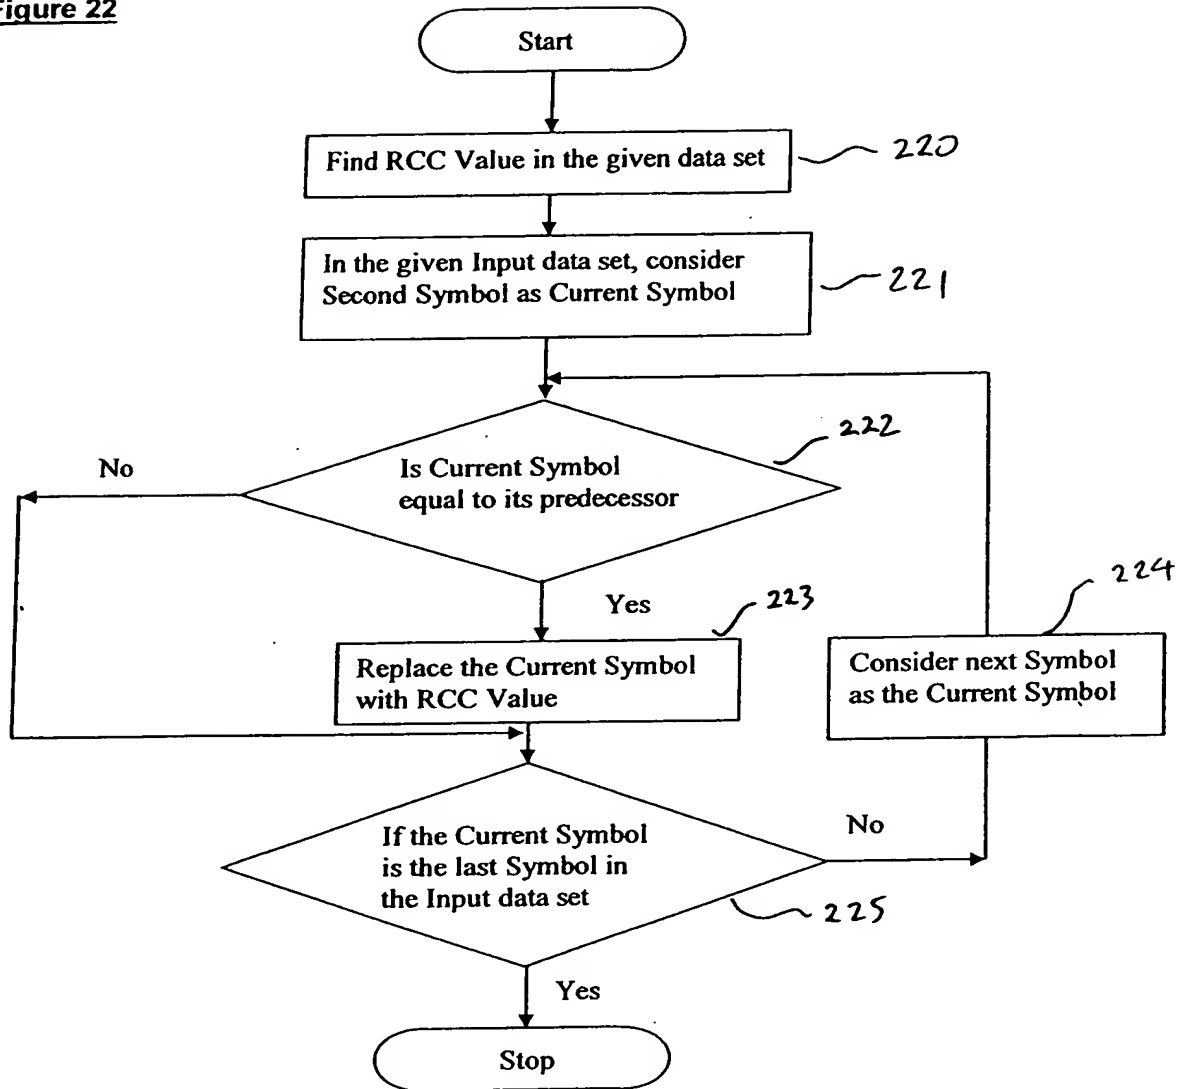 Figure 22
Start
Find RCC Value in the given data set
220
In the given Input data set, consider
Second Symbol as Current Symbol
221
222
No
Is Current Symbol
equal to its predecessor
Yes
223
224
Replace the Current Symbol
with RCC Value
Consider next Symbol
as the Current Symbol
If the Current Symbol
is the last Symbol in
the Input data set
No
225
Yes
Stop